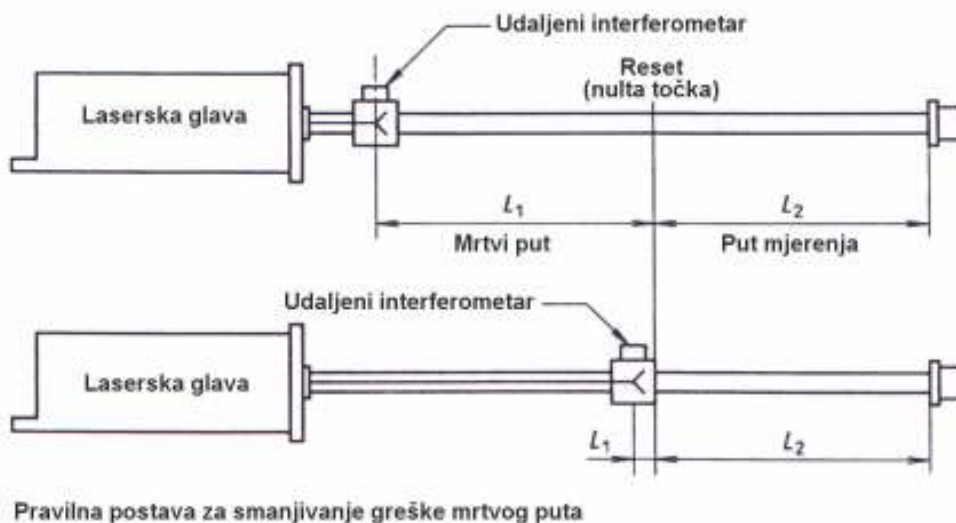 Udaljeni interferometar
Reset
(nulta točka)
Laserska glava
L1
L2
Mrtvi put
Put mjerenja
Udaljeni interferometar
Laserska glava
L1
L2
Pravilna postava za smanjivanje greške mrtvog puta